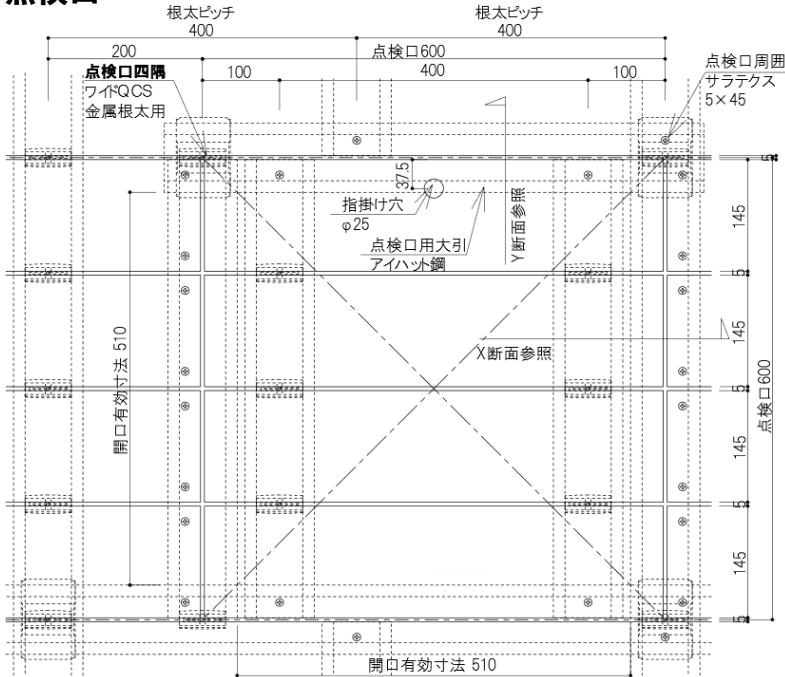 点検口
根太ピッチ
400
根太ピッチ
400
200
点検口600
100
400
100
点検口四隅
ワイドQCS
金属根太用
点検口周囲
サラテクス
5×45
37.5
指掛け穴
φ25
点検口用大引
アイハット鋼
Y断面参照
X断面参照
開口有効寸法 510
開口有効寸法 510
5
145
5
145
5
145
5
145
5
点検口600